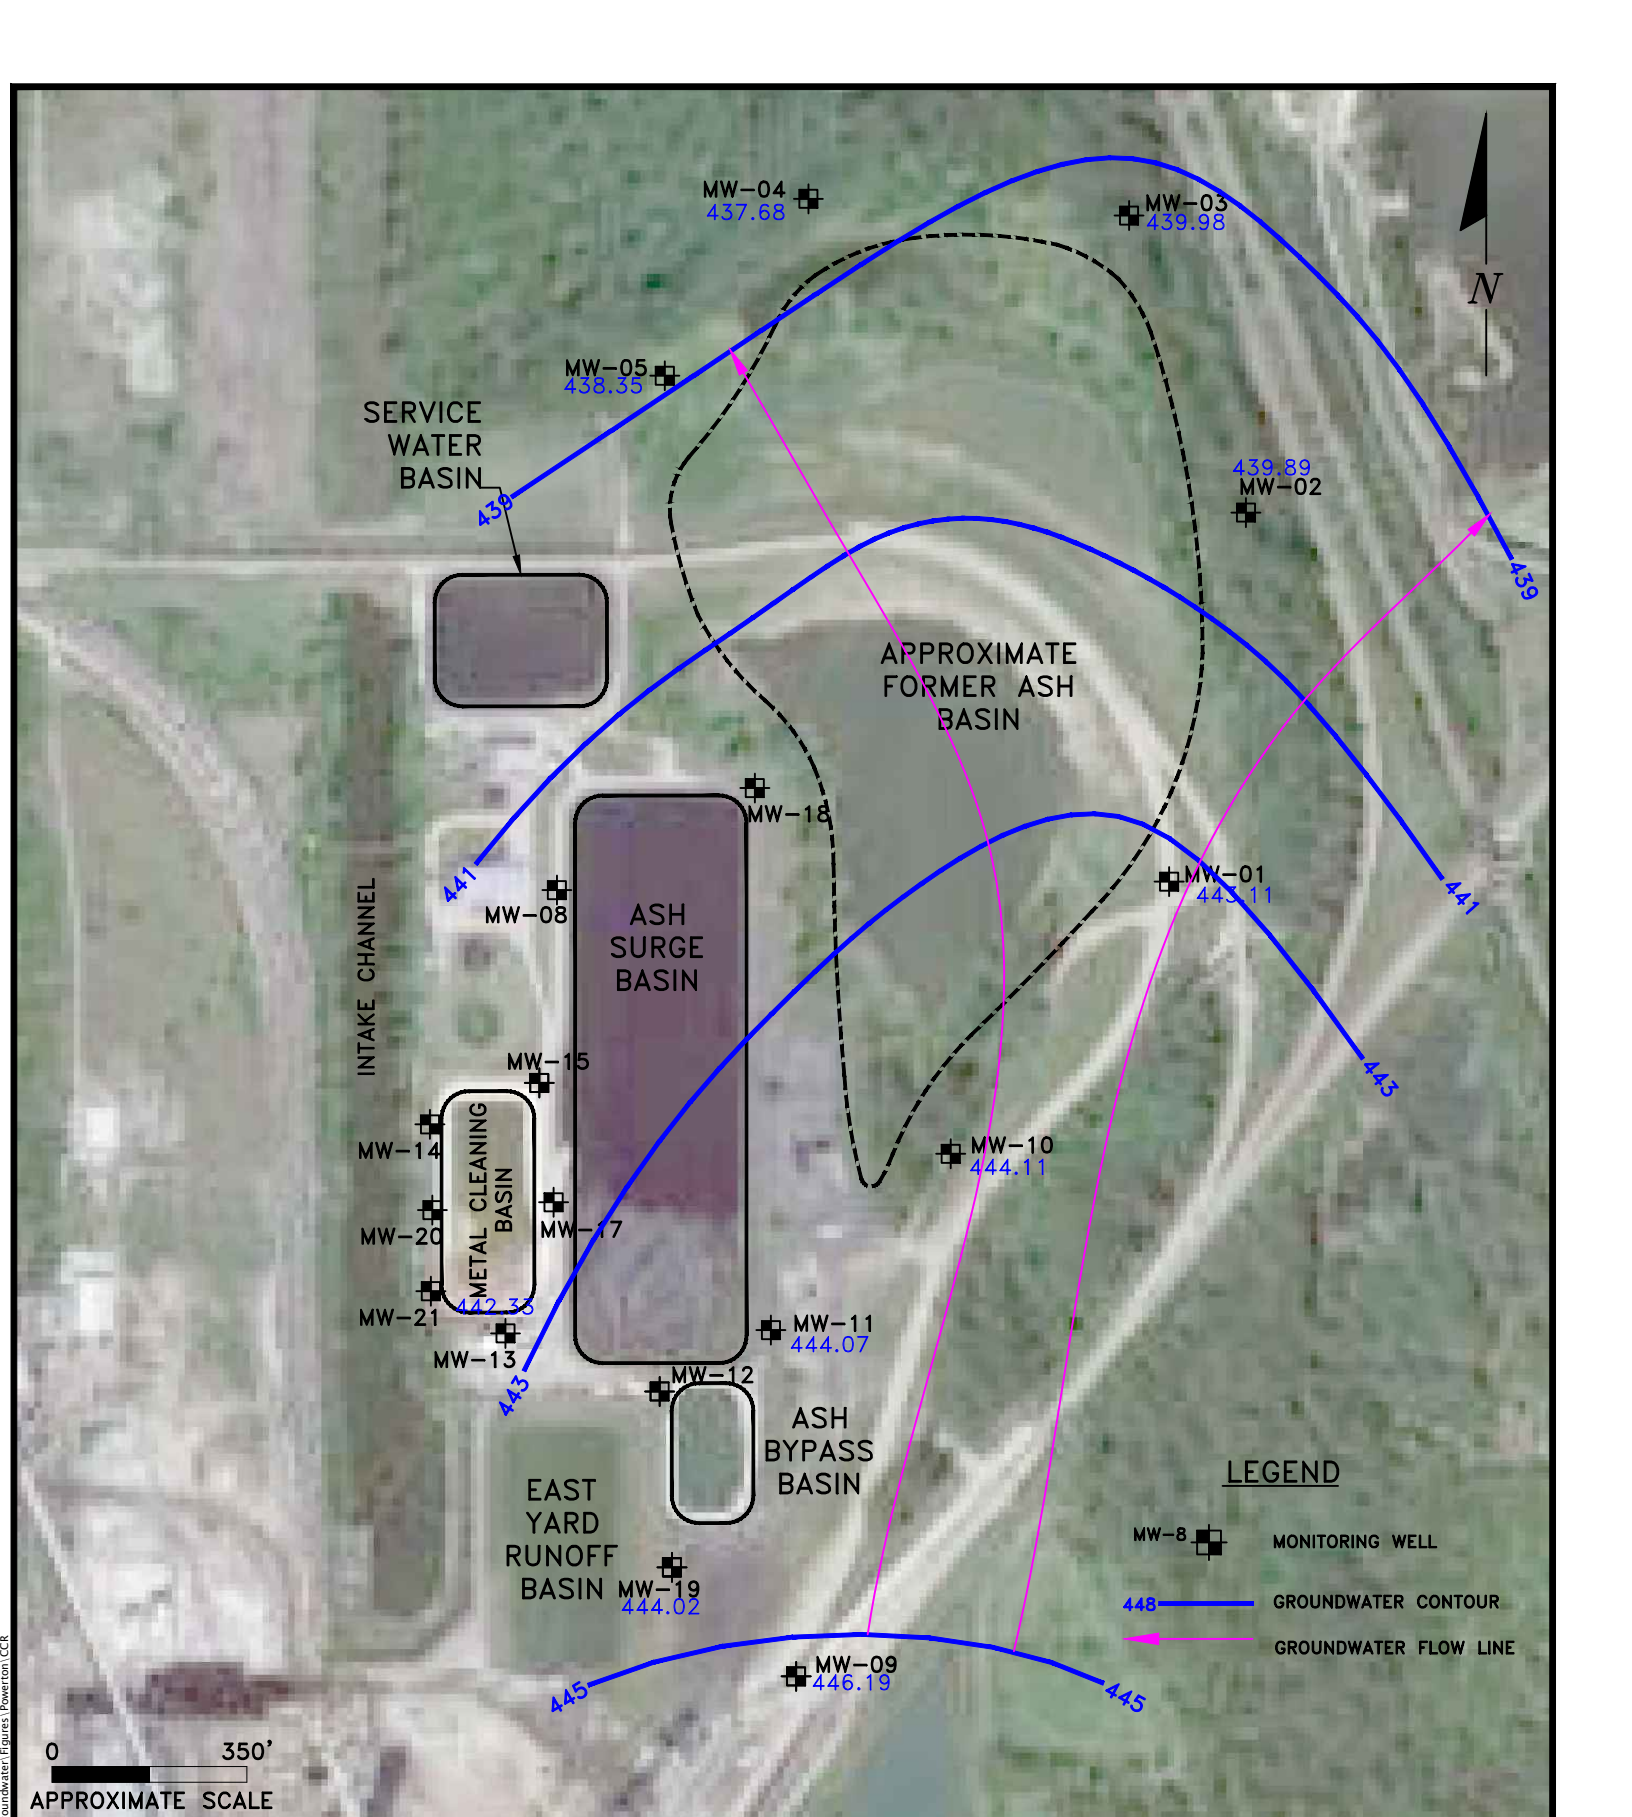 MW-04
437.68
MW-03
439.98
N
MW-05
438.35
SERVICE
WATER
BASIN
439
439.89
MW-02
439
APPROXIMATE
FORMER ASH
BASIN
MW-18
441
MW-08
MW-01
443.11
441
ASH
SURGE
BASIN
INTAKE CHANNEL
MW-15
443
MW-14
METAL CLEANING
BASIN
MW-10
444.11
MW-20
MW-17
MW-21
442.33
MW-13
MW-11
444.07
443
MW-12
ASH
BYPASS
BASIN
EAST
YARD
RUNOFF
BASIN
LEGEND
MW-8
MONITORING WELL
MW-19
444.02
448
GROUNDWATER CONTOUR
GROUNDWATER FLOW LINE
MW-09
446.19
445
445
0 350'
APPROXIMATE SCALE
oundwater\Figures\Powerton\CCR